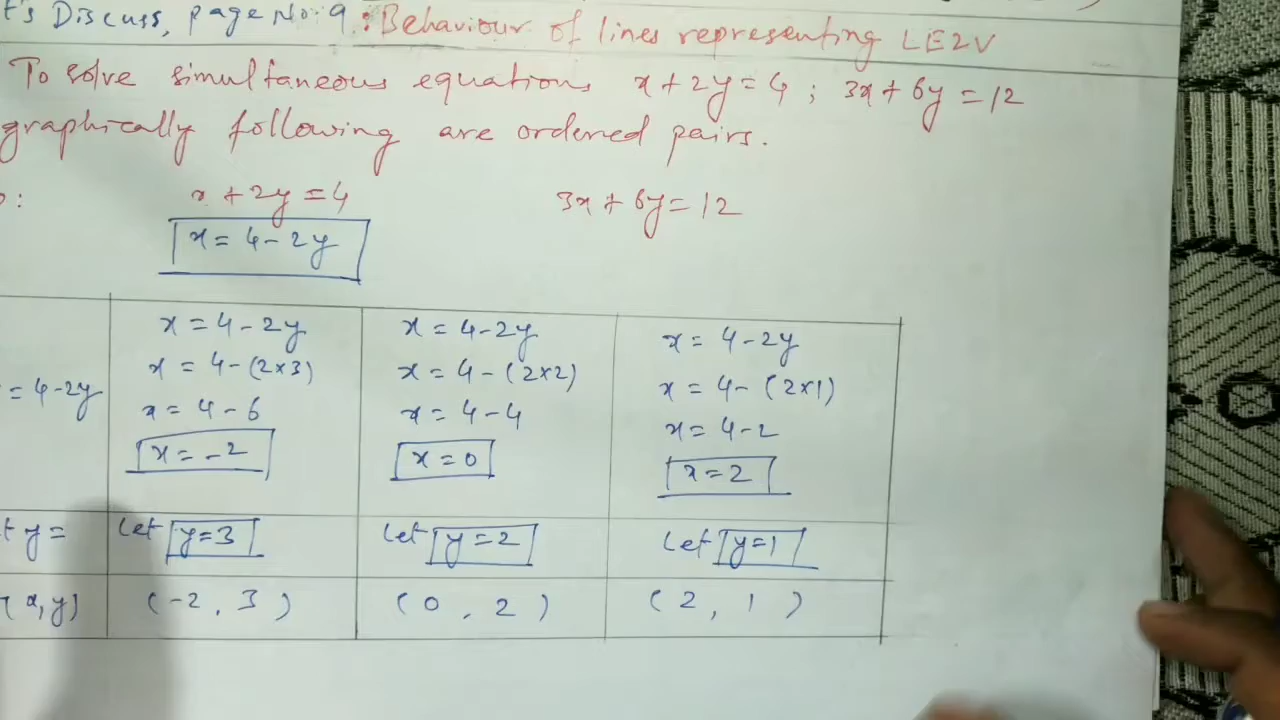 t's Discuss, page No: 9 : Behaviour of lines representing LE2V
To solve simultaneous equations x+2y=4 ; 3x+6y=12
graphically following are ordered pairs.
x+2y=4 3x+6y=12
x=4-2y
= 4-2y
x=4-2y
x = 4-(2×3)
x = 4-6
x=-2
x = 4-2y
x = 4-(2×2)
x = 4-4
x=0
x = 4-2y
x = 4-(2×1)
x=4-2
x=2
t y= Let y=3 Let y=2 Let y=1
(x,y) (-2, 3) (0, 2) (2, 1)